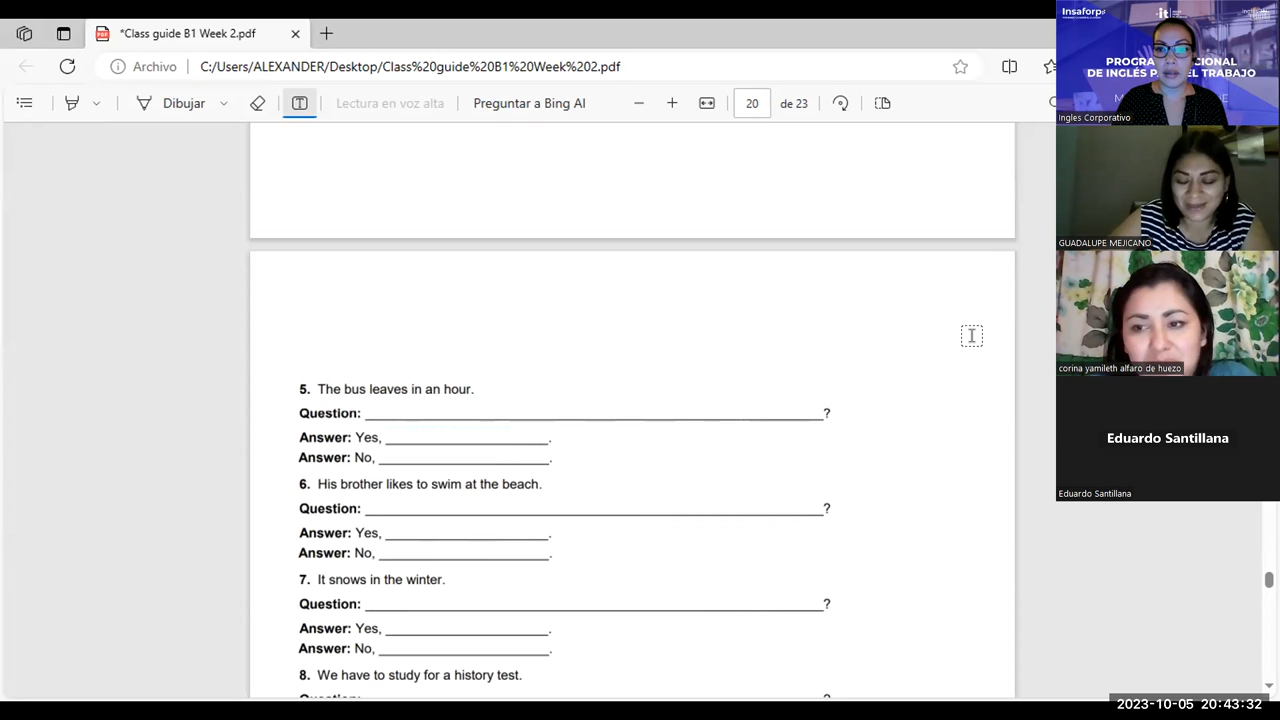 *Class guide B1 Week 2.pdf
Archivo
C:/Users/ALEXANDER/Desktop/Class%20guide%20B1%20Week%202.pdf
Dibujar
Lectura en voz alta
Preguntar a Bing AI
20
de 23
5. The bus leaves in an hour.
Question: ?
Answer: Yes, .
Answer: No, .
6. His brother likes to swim at the beach.
Question: ?
Answer: Yes, .
Answer: No, .
7. It snows in the winter.
Question: ?
Answer: Yes, .
Answer: No, .
8. We have to study for a history test.
Question: ?
Insaforp
it
Ingles Corporativo
GUADALUPE MEJICANO
corina yamileth alfaro de huezo
Eduardo Santillana
Eduardo Santillana
2023-10-05 20:43:32